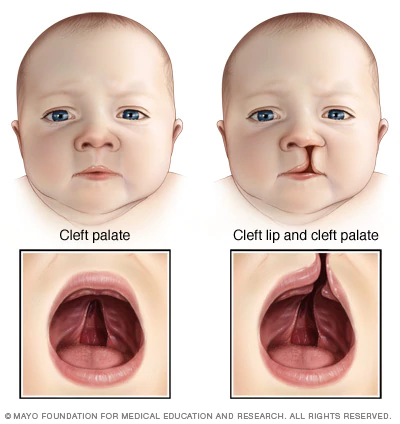 Cleft palate
Cleft lip and cleft palate
© MAYO FOUNDATION FOR MEDICAL EDUCATION AND RESEARCH. ALL RIGHTS RESERVED.